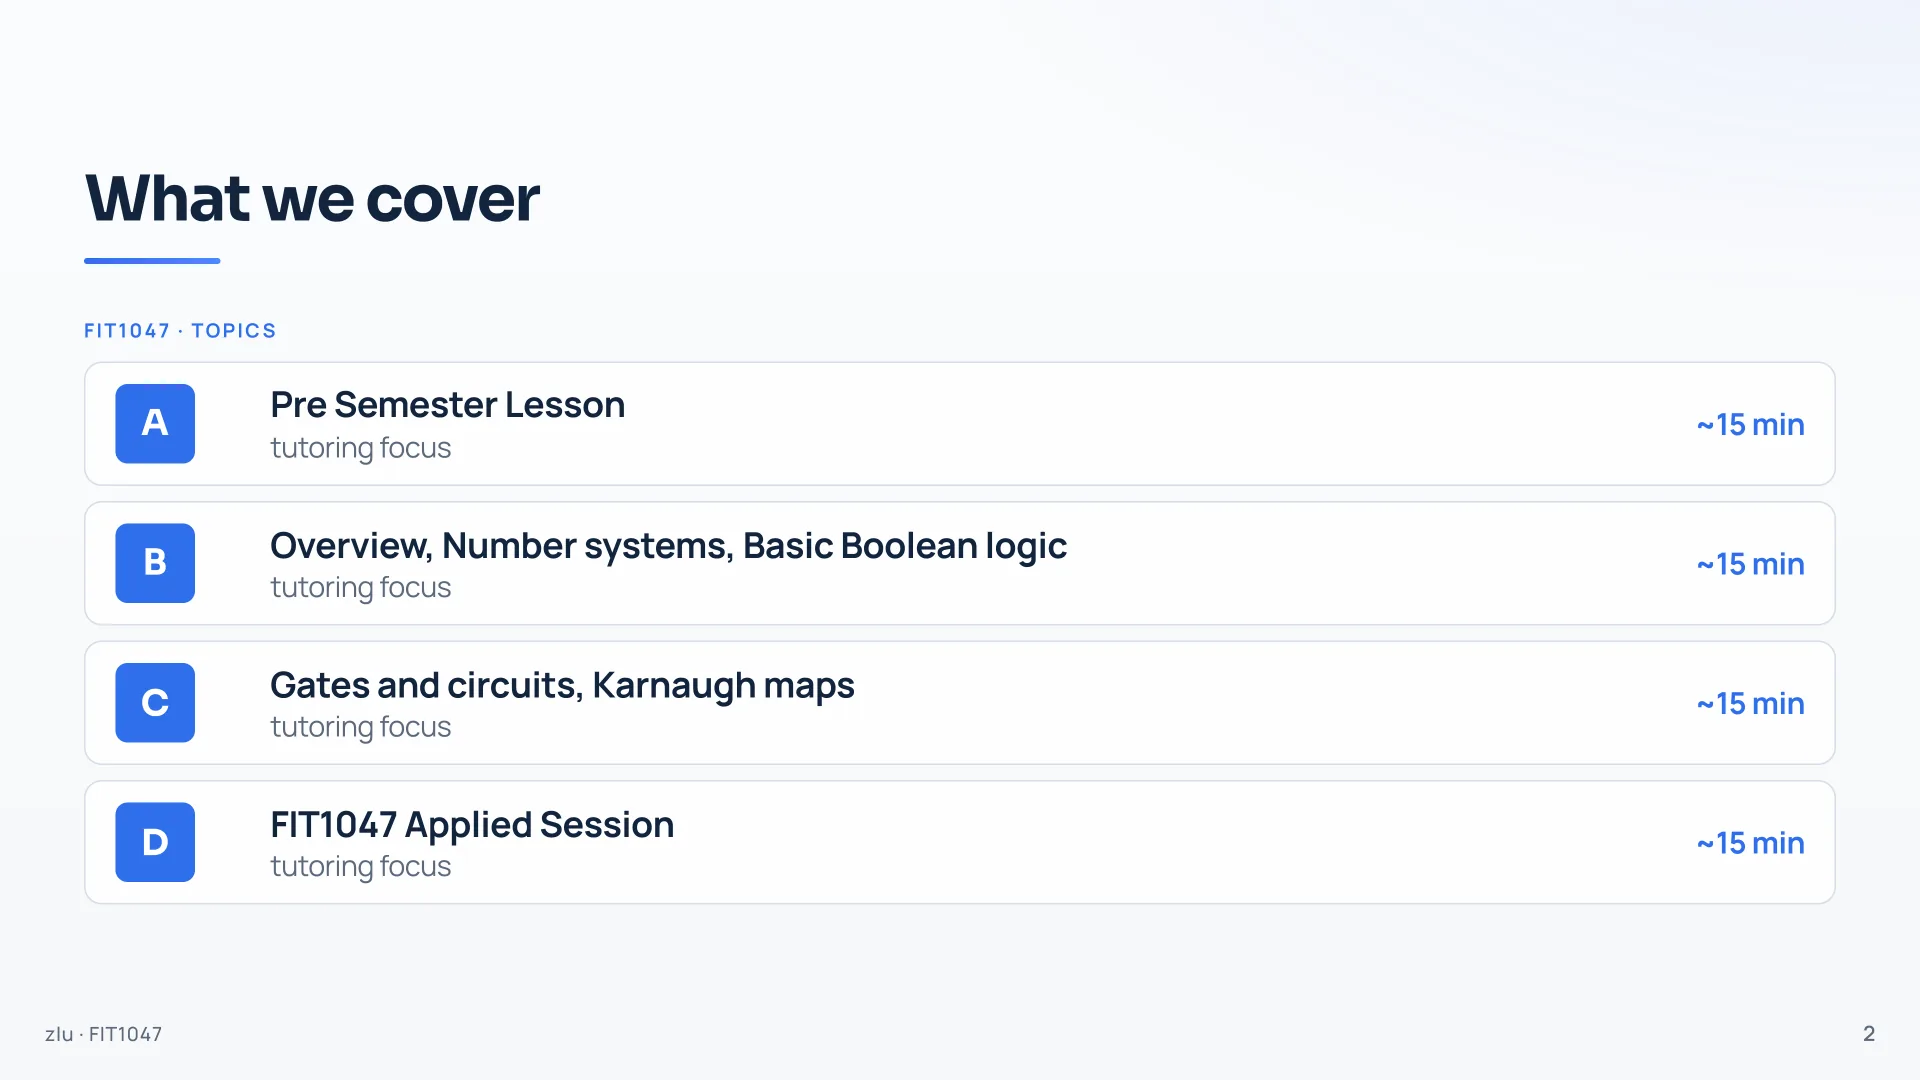 What we cover
FIT1047 · TOPICS
A
Pre Semester Lesson
tutoring focus
~15 min
B
Overview, Number systems, Basic Boolean logic
tutoring focus
~15 min
C
Gates and circuits, Karnaugh maps
tutoring focus
~15 min
D
FIT1047 Applied Session
tutoring focus
~15 min
zlu · FIT1047
2